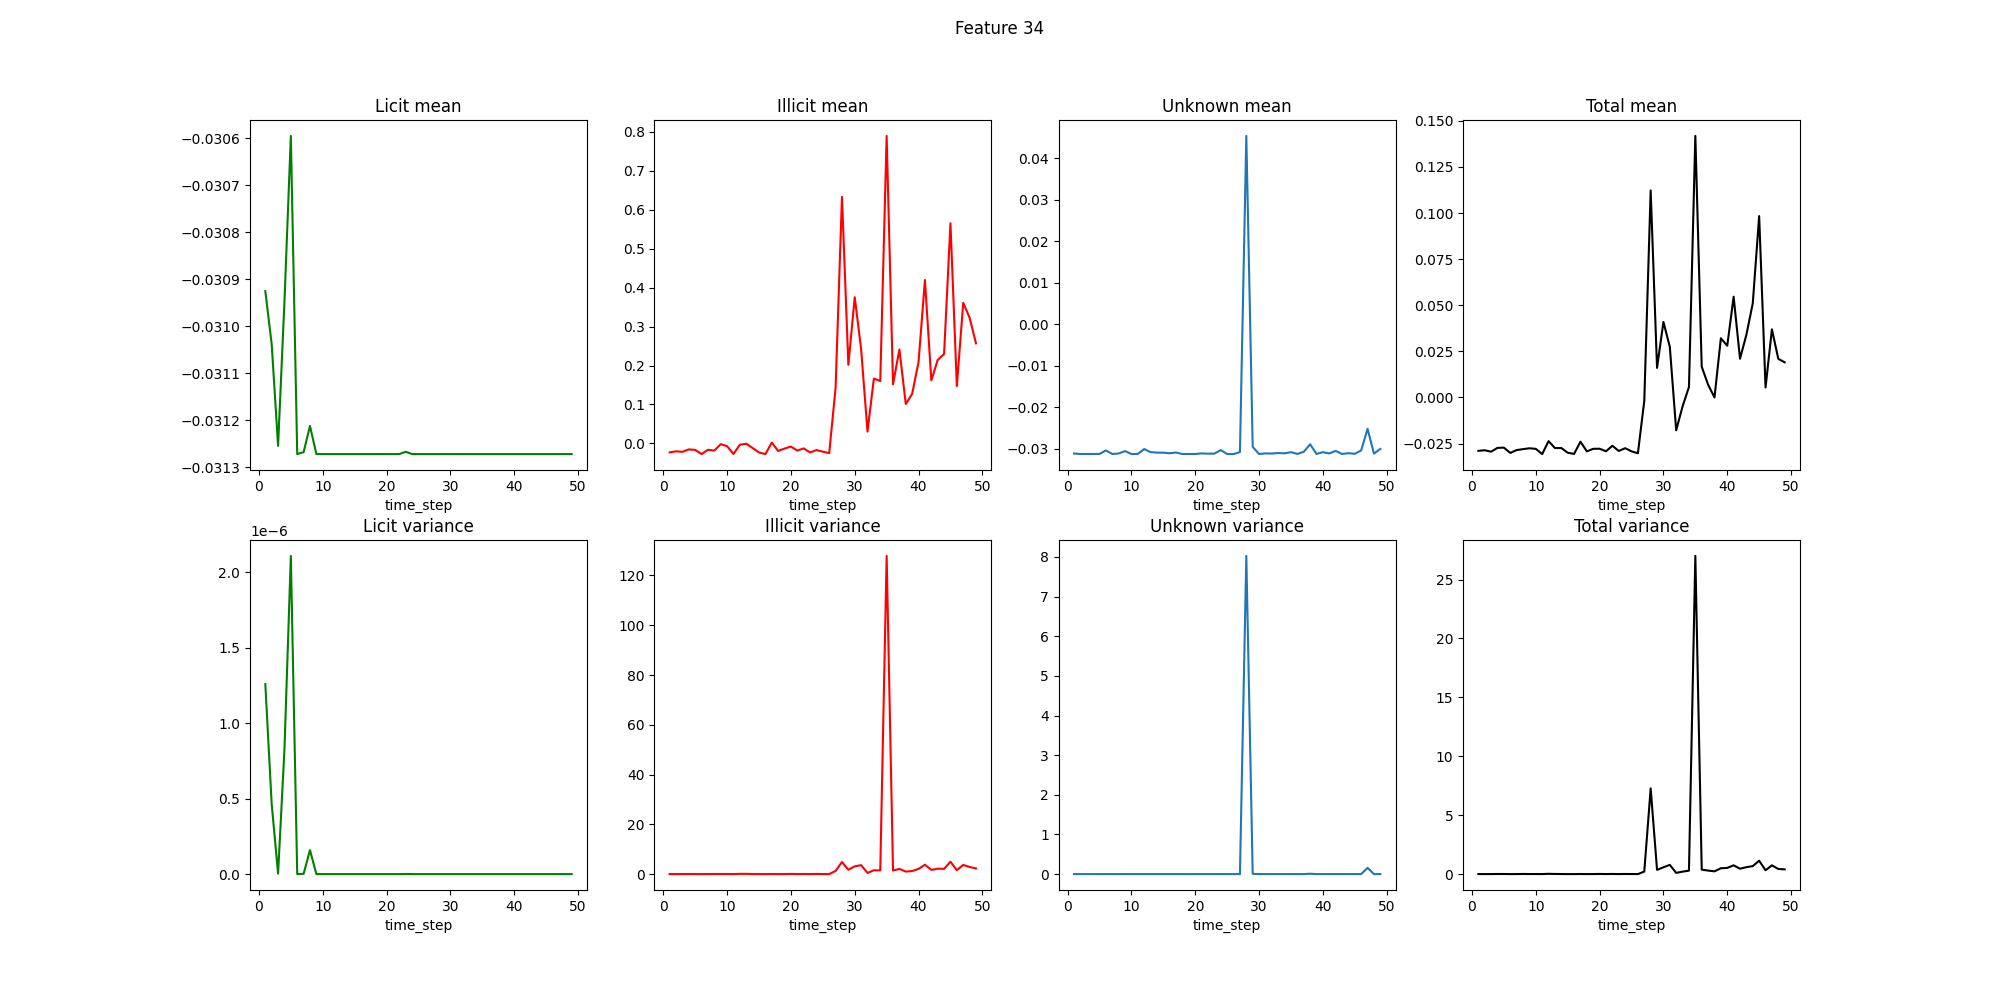 Feature 34
Licit mean
−0.0306
−0.0307
−0.0308
−0.0309
−0.0310
−0.0311
−0.0312
−0.0313
0 10 20 30 40 50
time_step
Illicit mean
0.8
0.7
0.6
0.5
0.4
0.3
0.2
0.1
0.0
0 10 20 30 40 50
time_step
Unknown mean
0.04
0.03
0.02
0.01
0.00
−0.01
−0.02
−0.03
0 10 20 30 40 50
time_step
Total mean
0.150
0.125
0.100
0.075
0.050
0.025
0.000
−0.025
0 10 20 30 40 50
time_step
Licit variance
1e−6
2.0
1.5
1.0
0.5
0.0
0 10 20 30 40 50
time_step
Illicit variance
120
100
80
60
40
20
0
0 10 20 30 40 50
time_step
Unknown variance
8
7
6
5
4
3
2
1
0
0 10 20 30 40 50
time_step
Total variance
25
20
15
10
5
0
0 10 20 30 40 50
time_step